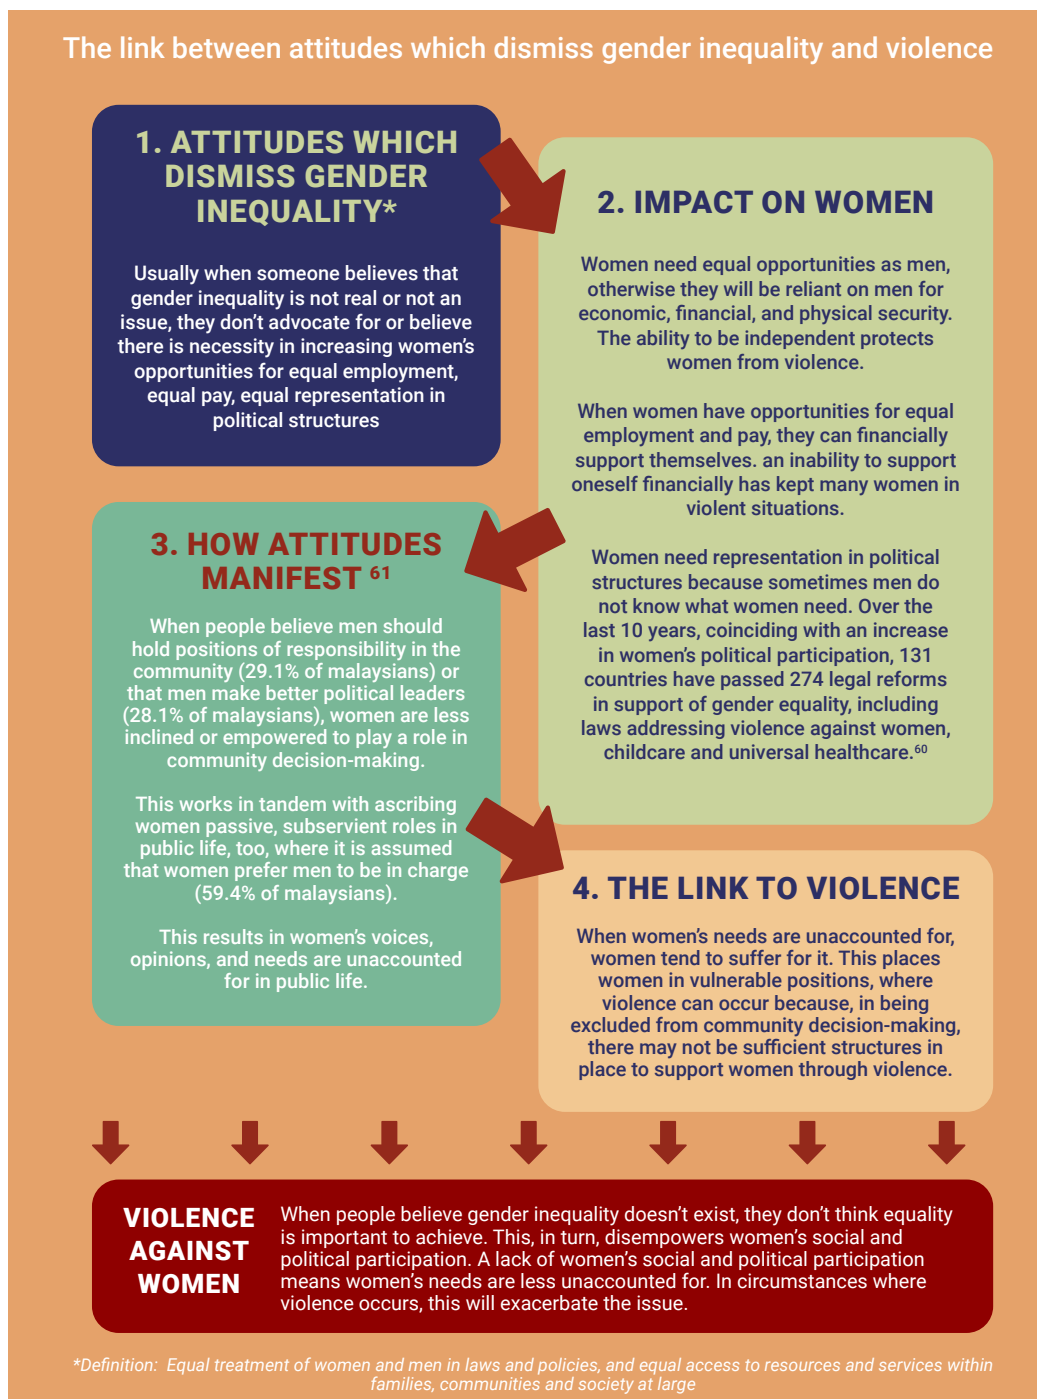 The link between attitudes which dismiss gender inequality and violence
1. ATTITUDES WHICH
DISMISS GENDER
INEQUALITY*
Usually when someone believes that
gender inequality is not real or not an
issue, they don't advocate for or believe
there is necessity in increasing women's
opportunities for equal employment,
equal pay, equal representation in
political structures
2. IMPACT ON WOMEN
Women need equal opportunities as men,
otherwise they will be reliant on men for
economic, financial, and physical security.
The ability to be independent protects
women from violence.
When women have opportunities for equal
employment and pay, they can financially
support themselves. an inability to support
oneself financially has kept many women in
violent situations.
Women need representation in political
structures because sometimes men do
not know what women need. Over the
last 10 years, coinciding with an increase
in women's political participation, 131
countries have passed 274 legal reforms
in support of gender equality, including
laws addressing violence against women,
childcare and universal healthcare.60
3. HOW ATTITUDES
MANIFEST 61
When people believe men should
hold positions of responsibility in the
community (29.1% of malaysians) or
that men make better political leaders
(28.1% of malaysians), women are less
inclined or empowered to play a role in
community decision-making.
This works in tandem with ascribing
women passive, subservient roles in
public life, too, where it is assumed
that women prefer men to be in charge
(59.4% of malaysians).
This results in women's voices,
opinions, and needs are unaccounted
for in public life.
4. THE LINK TO VIOLENCE
When women's needs are unaccounted for,
women tend to suffer for it. This places
women in vulnerable positions, where
violence can occur because, in being
excluded from community decision-making,
there may not be sufficient structures in
place to support women through violence.
VIOLENCE
AGAINST
WOMEN
When people believe gender inequality doesn't exist, they don't think equality
is important to achieve. This, in turn, disempowers women's social and
political participation. A lack of women's social and political participation
means women's needs are less unaccounted for. In circumstances where
violence occurs, this will exacerbate the issue.
*Definition: Equal treatment of women and men in laws and policies, and equal access to resources and services within
families, communities and society at large